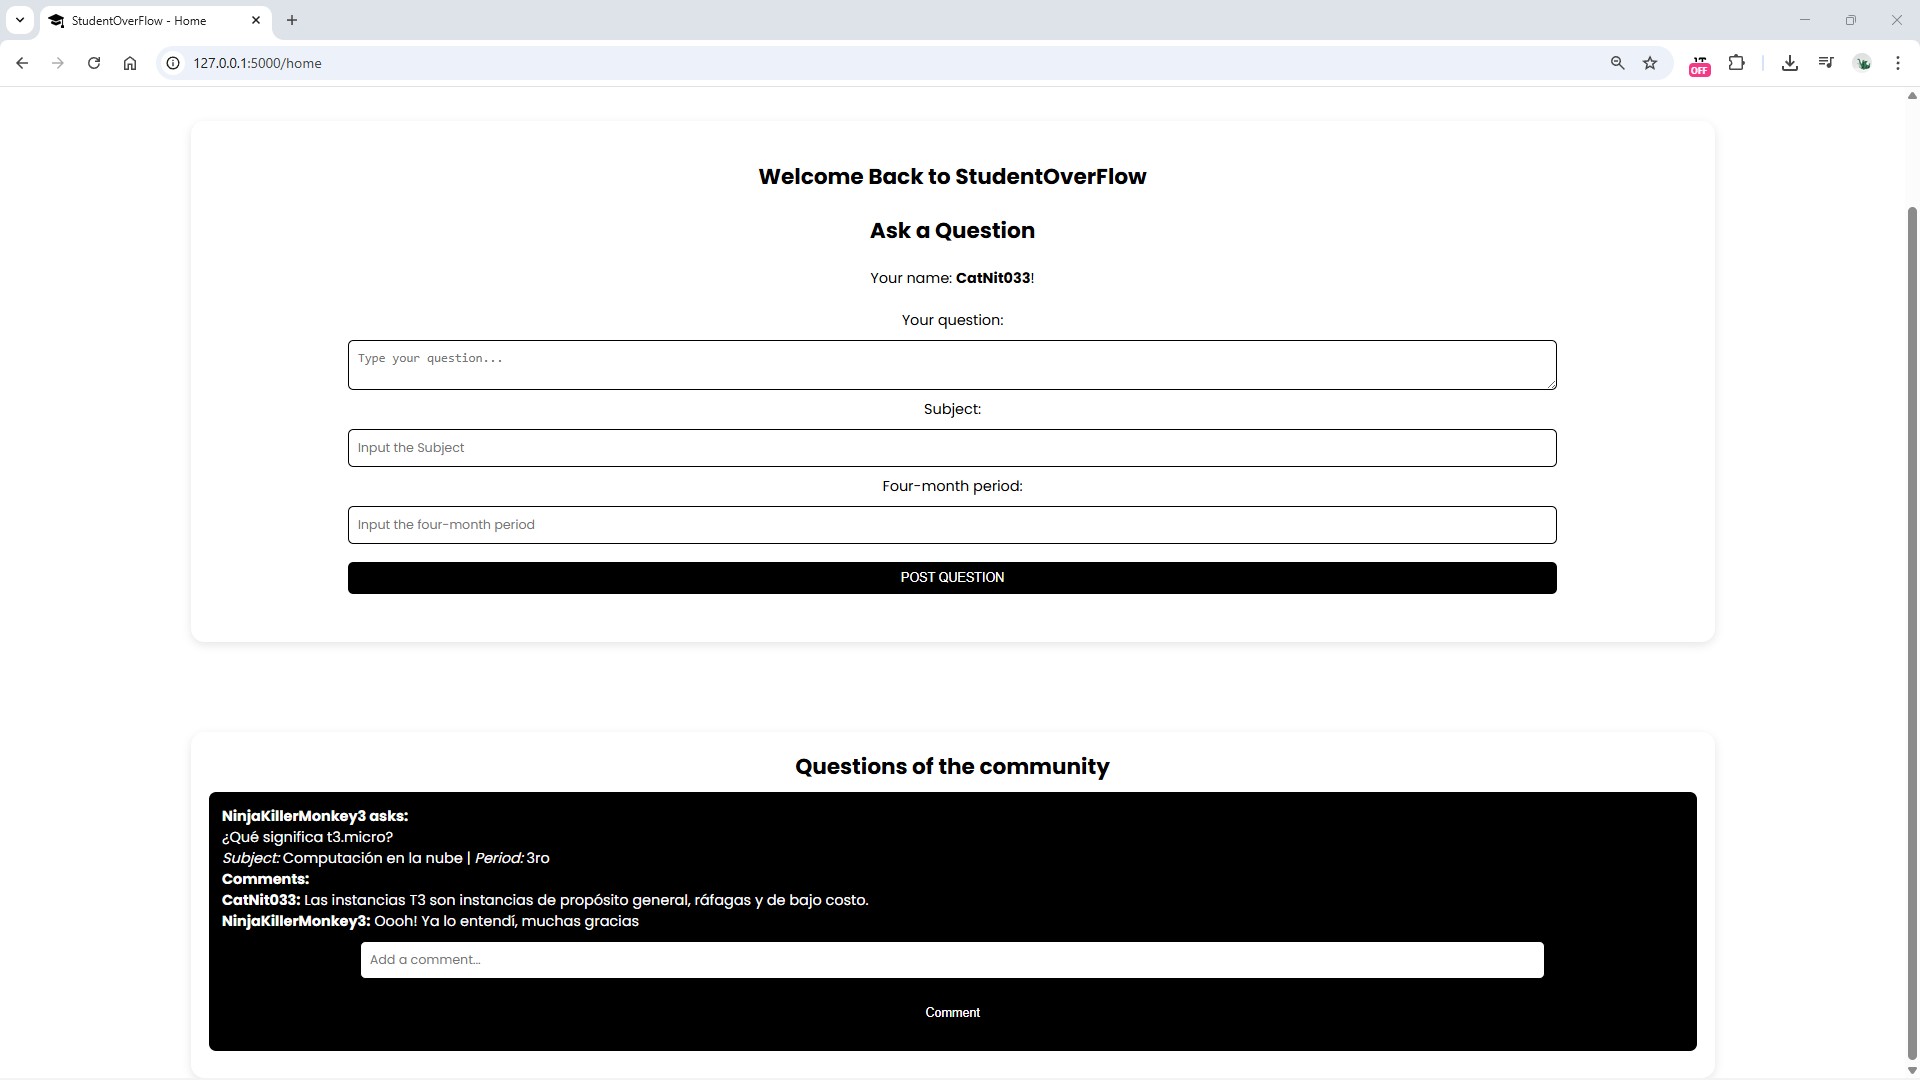 StudentOverFlow - Home
127.0.0.1:5000/home
OFF
Welcome Back to StudentOverFlow
Ask a Question
Your name: CatNit033!
Your question:
Type your question...
Subject:
Input the Subject
Four-month period:
Input the four-month period
POST QUESTION
Questions of the community
NinjaKillerMonkey3 asks:
¿Qué significa t3.micro?
Subject: Computación en la nube | Period: 3ro
Comments:
CatNit033: Las instancias T3 son instancias de propósito general, ráfagas y de bajo costo.
NinjaKillerMonkey3: Oooh! Ya lo entendí, muchas gracias
Add a comment...
Comment